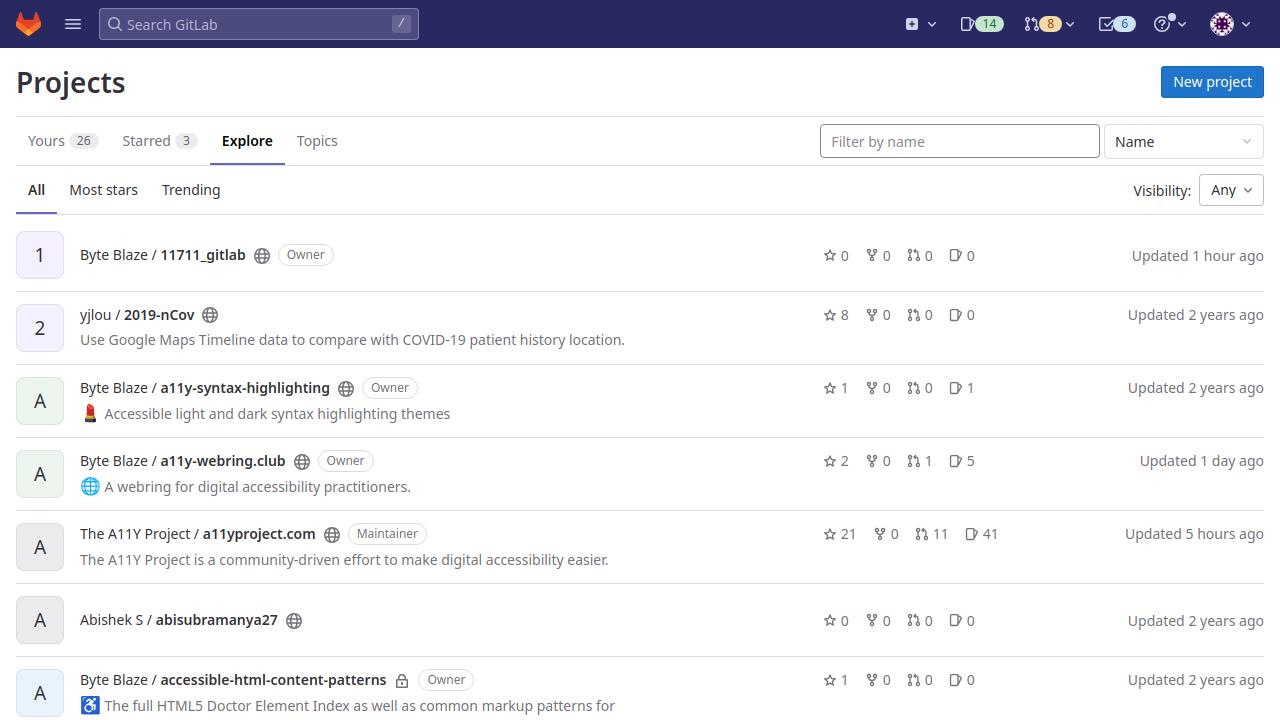 Search GitLab /
14
8
6
Projects
New project
Yours 26
Starred 3
Explore
Topics
Filter by name
Name
All
Most stars
Trending
Visibility:
Any
1
Byte Blaze / 11711_gitlab
Owner
0 0 0 0
Updated 1 hour ago
2
yjlou / 2019-nCov
8 0 0 0
Updated 2 years ago
Use Google Maps Timeline data to compare with COVID-19 patient history location.
A
Byte Blaze / a11y-syntax-highlighting
Owner
1 0 0 1
Updated 2 years ago
Accessible light and dark syntax highlighting themes
A
Byte Blaze / a11y-webring.club
Owner
2 0 1 5
Updated 1 day ago
A webring for digital accessibility practitioners.
A
The A11Y Project / a11yproject.com
Maintainer
21 0 11 41
Updated 5 hours ago
The A11Y Project is a community-driven effort to make digital accessibility easier.
A
Abishek S / abisubramanya27
0 0 0 0
Updated 2 years ago
A
Byte Blaze / accessible-html-content-patterns
Owner
1 0 0 0
Updated 2 years ago
The full HTML5 Doctor Element Index as well as common markup patterns for